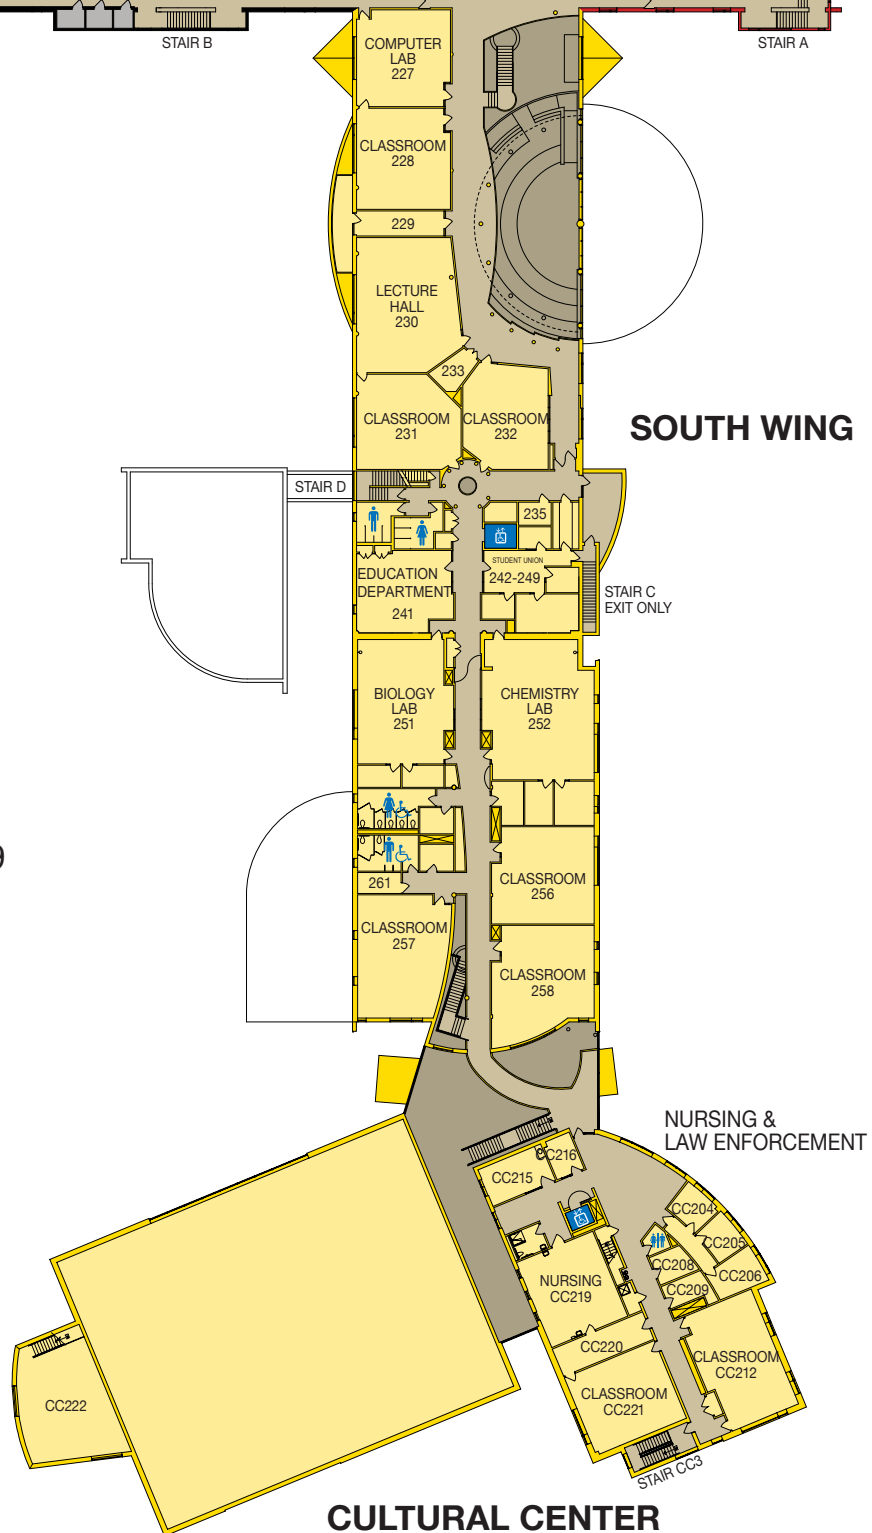 STAIR B
STAIR A
COMPUTER
LAB
227
CLASSROOM
228
229
LECTURE
HALL
230
233
CLASSROOM
231
CLASSROOM
232
SOUTH WING
STAIR D
235
STUDENT UNION
242-249
EDUCATION
DEPARTMENT
241
STAIR C
EXIT ONLY
BIOLOGY
LAB
251
CHEMISTRY
LAB
252
9
261
CLASSROOM
256
CLASSROOM
257
CLASSROOM
258
NURSING &
LAW ENFORCEMENT
CC216
CC215
CC204
CC205
CC206
CC208
CC209
NURSING
CC219
CC220
CLASSROOM
CC212
CLASSROOM
CC221
CC222
STAIR CC3
CULTURAL CENTER